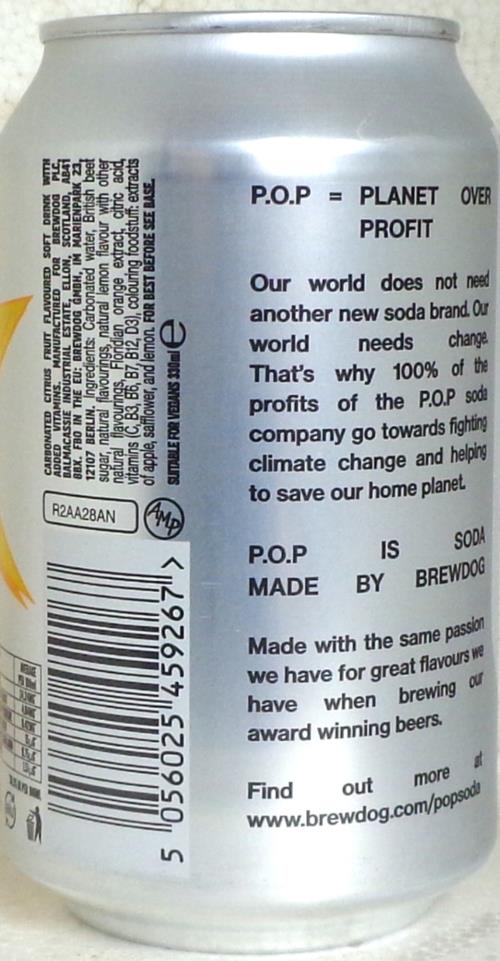 CARBONATED CITRUS FRUIT FLAVOURED SOFT DRINK WITH
ADDED VITAMINS. MANUFACTURED FOR BREWDOG PLC,
BALMACASSIE INDUSTRIAL ESTATE, ELLON, SCOTLAND, AB41
8BX. FBO IN THE EU: BREWDOG GMBH, IM MARIENPARK 23,
12107 BERLIN. Ingredients: Carbonated water, British beet
sugar, natural flavourings, natural lemon flavour with other
natural flavourings, Floridian orange extract, citric acid,
vitamins (C, B3, B6, B7, B12, D3), colouring foodstuff: extracts
of apple, safflower, and lemon. FOR BEST BEFORE SEE BASE.
SUITABLE FOR VEGANS 330ml e
R2AA28AN
AMP
5 056025 459267 >
P.O.P = PLANET OVER
PROFIT
Our world does not need
another new soda brand. Our
world needs change.
That's why 100% of the
profits of the P.O.P soda
company go towards fighting
climate change and helping
to save our home planet.
P.O.P IS SODA
MADE BY BREWDOG
Made with the same passion
we have for great flavours we
have when brewing our
award winning beers.
Find out more at
www.brewdog.com/popsoda